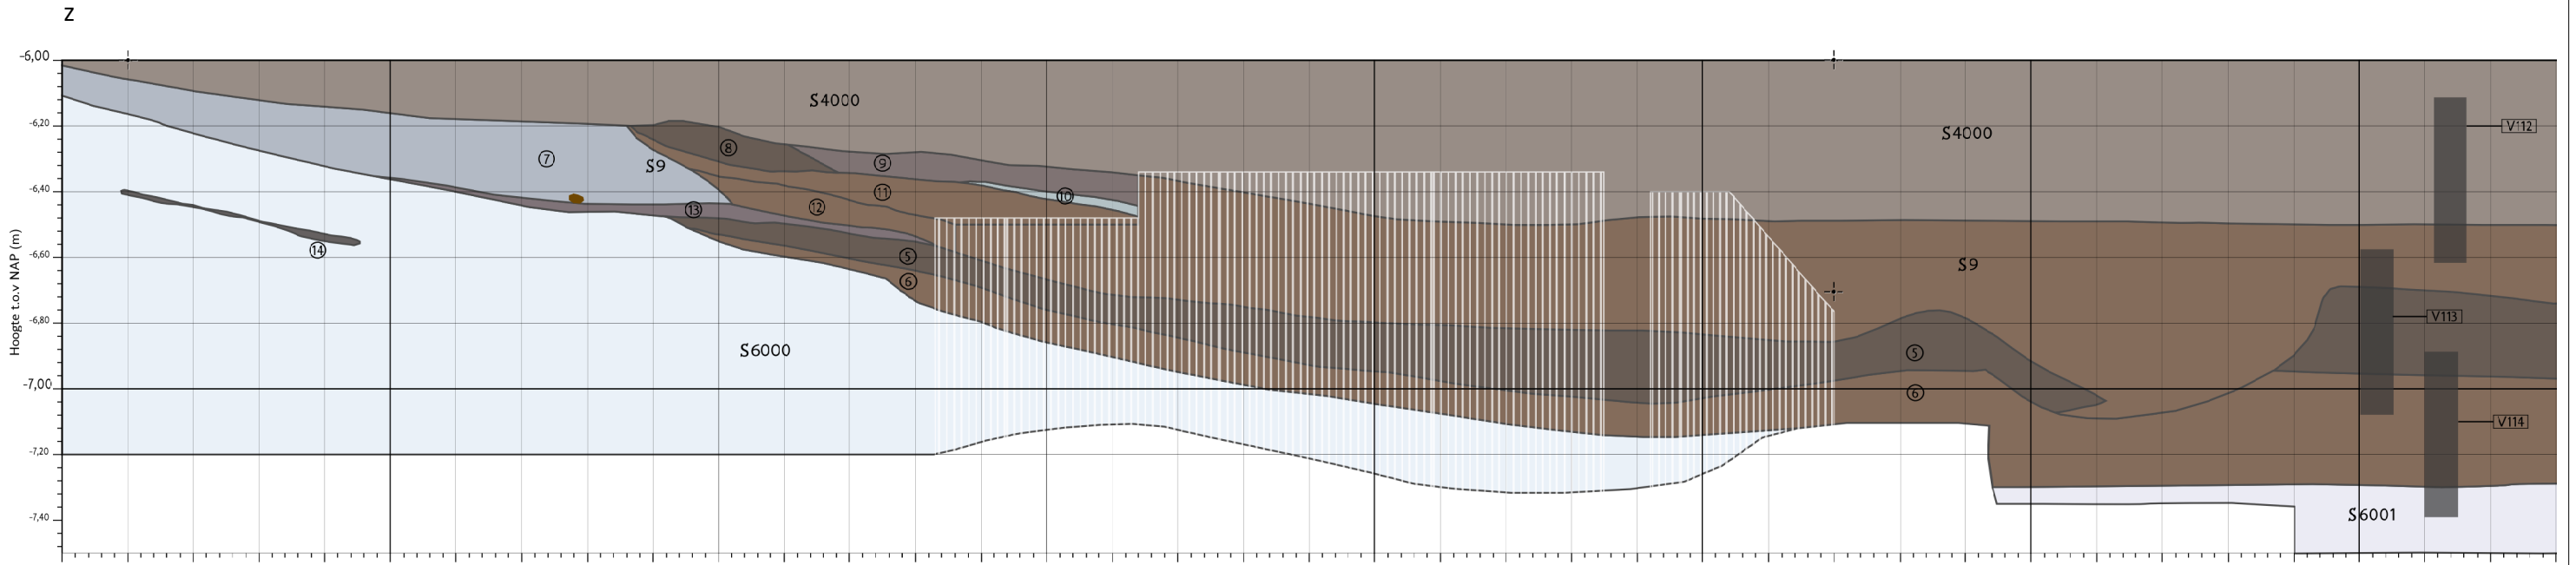 Z
-6,00
S4000
-6,20
V112
S4000
8
7
9
S9
-6,40
11
10
12
13
14
-6,60
5
S9
6
-6,80
V113
S6000
5
-7,00
6
V114
-7,20
-7,40
S6001
Hoogte t.o.v NAP (m)